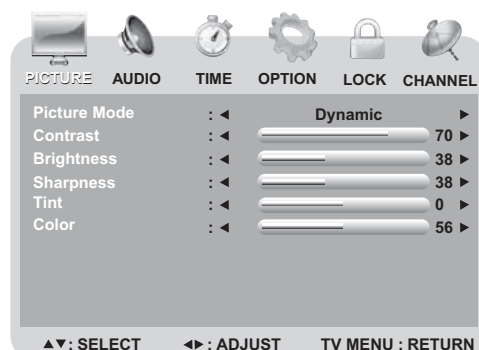 PICTURE AUDIO TIME OPTION LOCK CHANNEL
Picture Mode : ◀ Dynamic ▶
Contrast : ◀ 70 ▶
Brightness : ◀ 38 ▶
Sharpness : ◀ 38 ▶
Tint : ◀ 0 ▶
Color : ◀ 56 ▶
▲▼: SELECT ◀▶: ADJUST TV MENU : RETURN